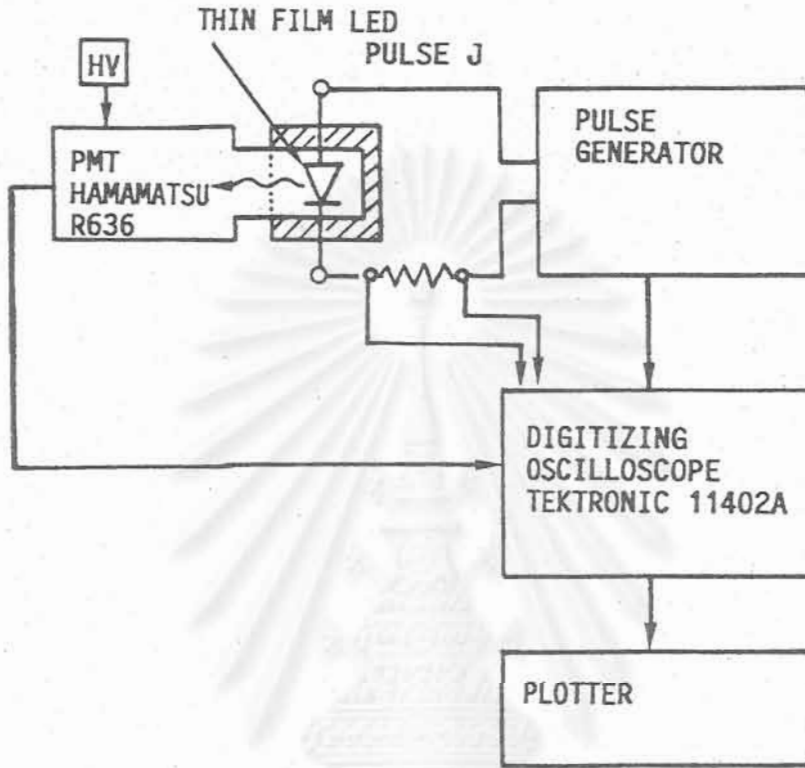 THIN FILM LED
PULSE J
HV
PMT
HAMAMATSU
R636
PULSE
GENERATOR
DIGITIZING
OSCILLOSCOPE
TEKTRONIC 11402A
PLOTTER